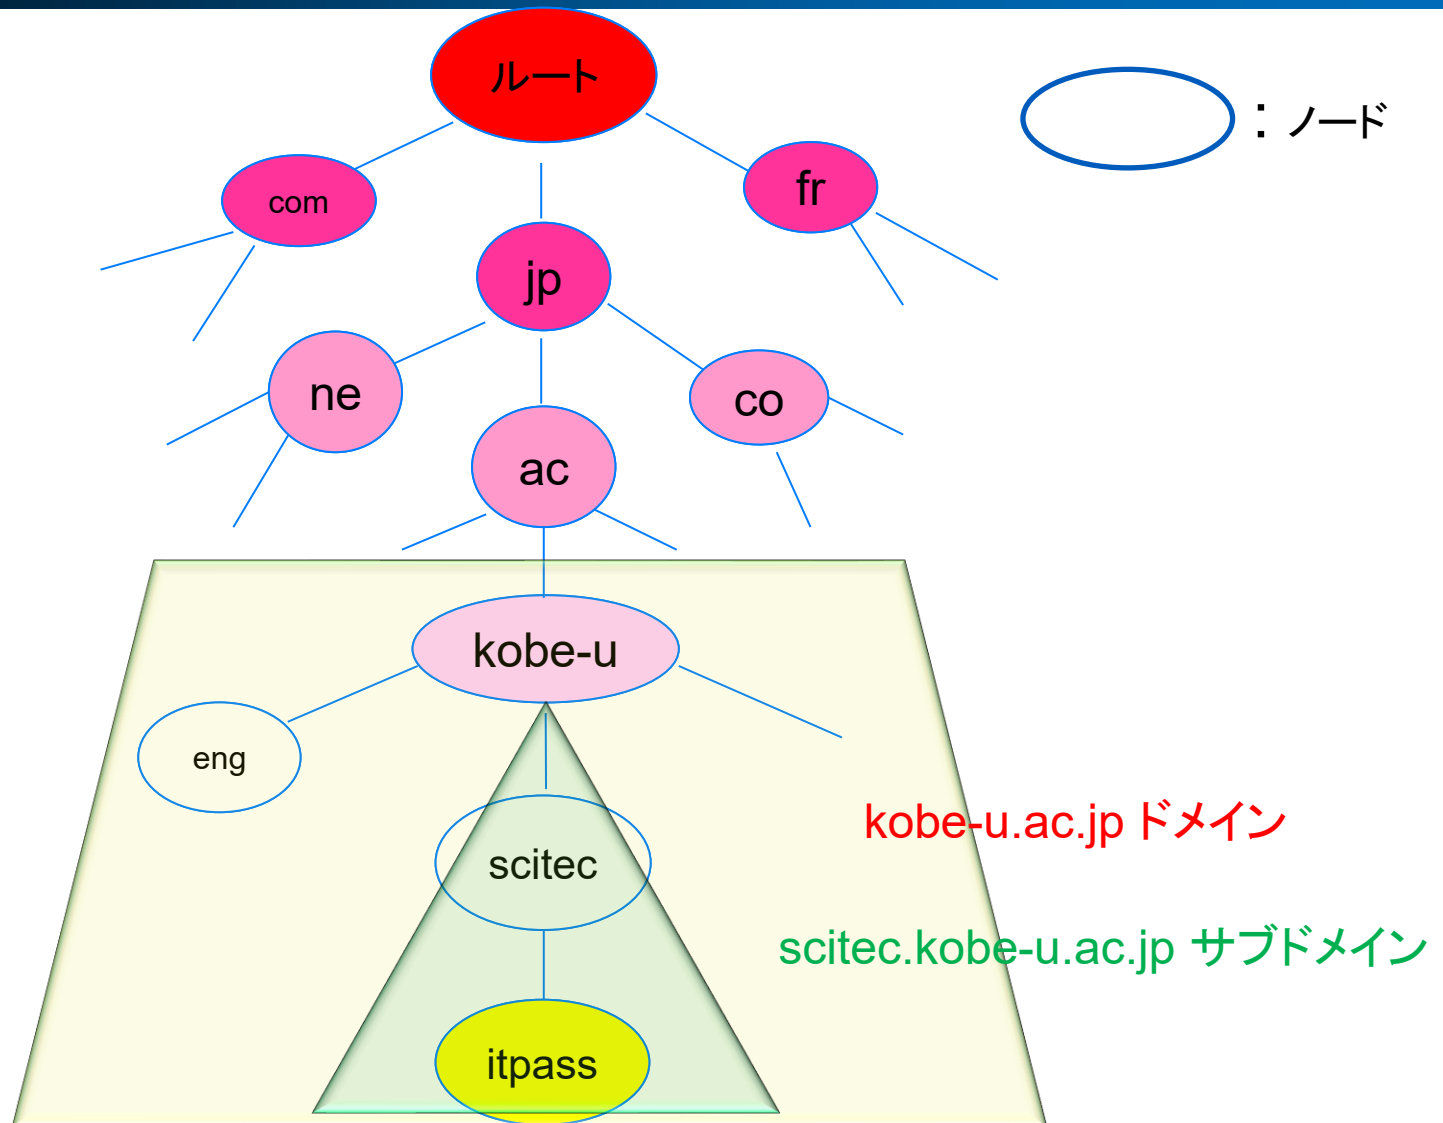 ルート
：ノード
com
fr
jp
ne
co
ac
kobe-u
eng
kobe-u.ac.jp ドメイン
scitec
scitec.kobe-u.ac.jp サブドメイン
itpass